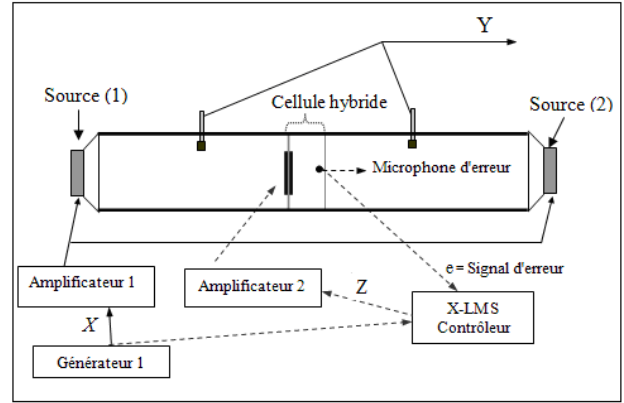 Y
Source (1)
Cellule hybride
Source (2)
Microphone d'erreur
e = Signal d'erreur
Amplificateur 1
Amplificateur 2
Z
X-LMS
Contrôleur
X
Générateur 1